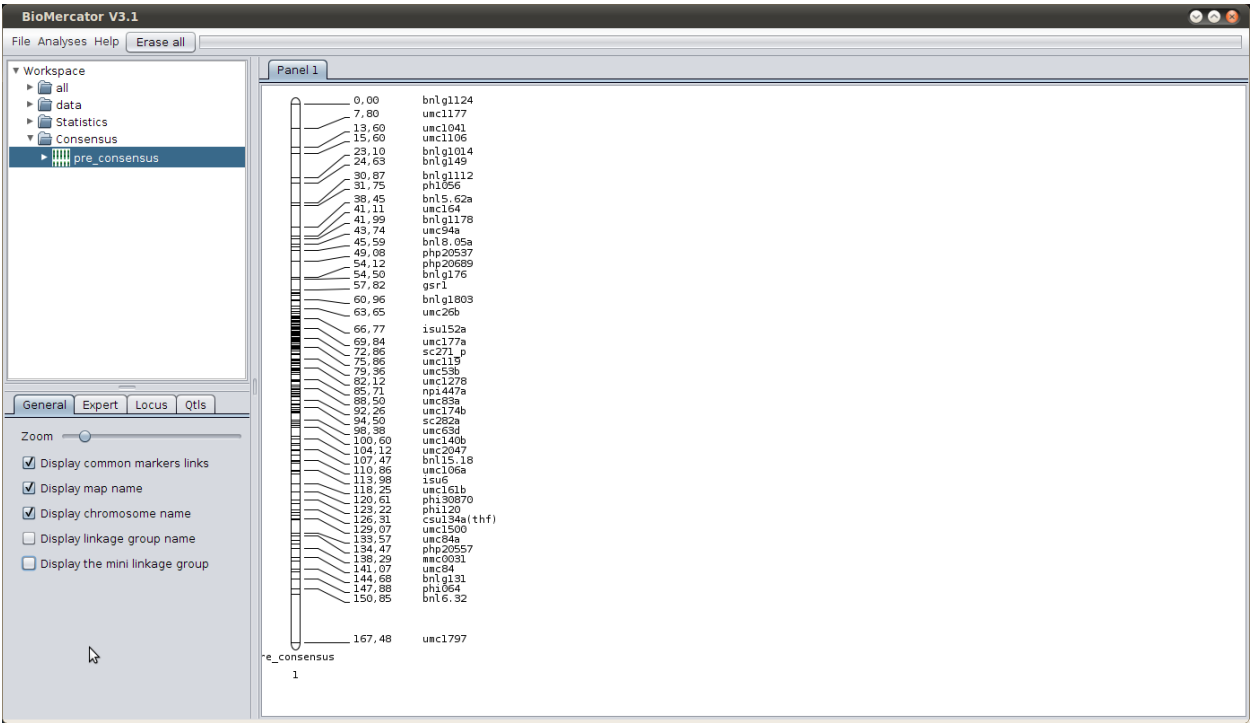 BioMercator V3.1
File Analyses Help Erase all
Workspace
all
data
Statistics
Consensus
pre_consensus
General Expert Locus Qtls
Zoom
Display common markers links
Display map name
Display chromosome name
Display linkage group name
Display the mini linkage group
Panel 1
0,00 bnlg1124
7,80 umc1177
13,60 umc1041
15,60 umc1106
23,10 bnlg1014
24,63 bnlg149
30,87 bnlg1112
31,75 ph1056
38,45 bnl5.62a
41,11 umc164
41,99 bnlg1178
43,74 umc94a
45,59 bnl8.05a
49,08 php20537
54,12 php20689
54,50 bnlg176
57,82 gsr1
60,96 bnlg1803
63,65 umc26b
66,77 isu152a
69,84 umc177a
72,86 sc271_p
75,86 umc119
79,36 umc53b
82,12 umc1278
85,71 npi447a
88,50 umc83a
92,26 umc174b
94,50 sc282a
98,38 umc63d
100,60 umc140b
104,12 umc2047
107,47 bnl15.18
110,86 umc106a
113,98 isu6
118,25 umc161b
120,61 phi30870
123,22 phi120
126,31 csu134a(thf)
129,07 umc1500
133,57 umc84a
134,47 php20557
138,29 mmc0031
141,07 umc84
144,68 bnlg131
147,88 phi064
150,85 bnl6.32
167,48 umc1797
re_consensus
1